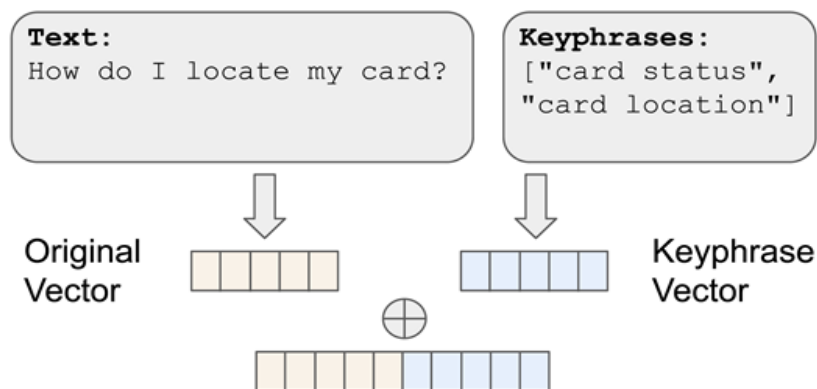 Text:
How do I locate my card?
Keyphrases:
["card status",
"card location"]
Original
Vector
Keyphrase
Vector